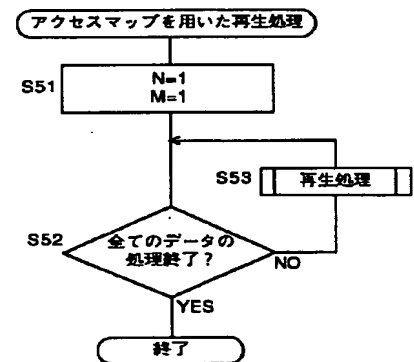 アクセスマップを用いた再生処理
S51
N=1
M=1
S53
再生処理
S52
全てのデータの
処理終了？
NO
YES
終了